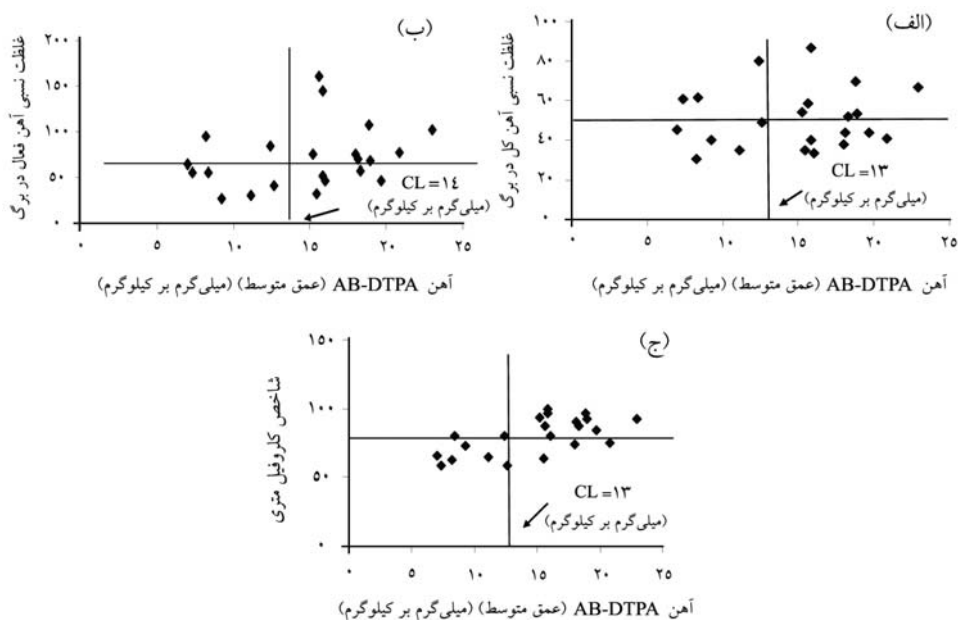 (الف)
غلظت نسبی آهن کل در برگ
۱۰۰
۸۰
۶۰
۴۰
۲۰
۰
CL =۱۳
(میلی‌گرم بر کیلوگرم)
۰ ۵ ۱۰ ۱۵ ۲۰ ۲۵
آهن AB-DTPA (عمق متوسط) (میلی‌گرم بر کیلوگرم)
(ب)
غلظت نسبی آهن فعال در برگ
۲۰۰
۱۵۰
۱۰۰
۵۰
۰
CL =۱٤
(میلی‌گرم بر کیلوگرم)
۰ ۵ ۱۰ ۱۵ ۲۰ ۲۵
آهن AB-DTPA (عمق متوسط) (میلی‌گرم بر کیلوگرم)
(ج)
شاخص کلروفیل متری
۱۵۰
۱۰۰
۵۰
۰
CL =۱۳
(میلی‌گرم بر کیلوگرم)
۰ ۵ ۱۰ ۱۵ ۲۰ ۲۵
آهن AB-DTPA (عمق متوسط) (میلی‌گرم بر کیلوگرم)